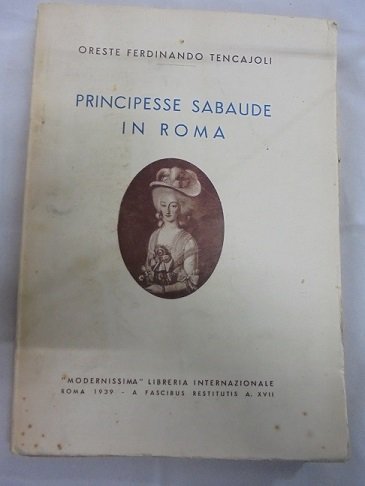 ORESTE FERDINANDO TENCAJOLI
PRINCIPESSE SABAUDE
IN ROMA
"MODERNISSIMA" LIBRERIA INTERNAZIONALE
ROMA 1939 - A FASCIBUS RESTITUTIS A. XVII